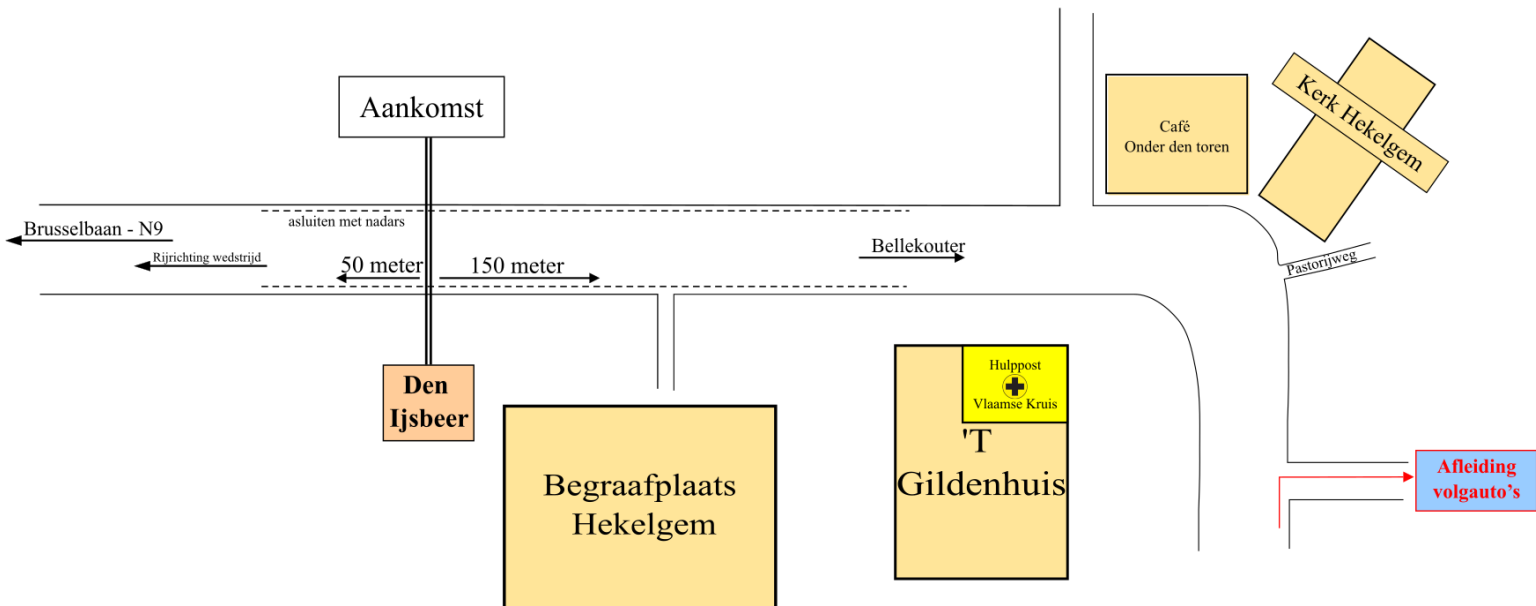 Aankomst
Café
Onder den toren
Kerk Hekelgem
asluiten met nadars
Brusselbaan - N9
Rijrichting wedstrijd
50 meter
150 meter
Bellekouter
Pastorijweg
Den
Ijsbeer
Hulppost
Vlaamse Kruis
'T
Gildenhuis
Begraafplaats
Hekelgem
Afleiding
volgauto’s